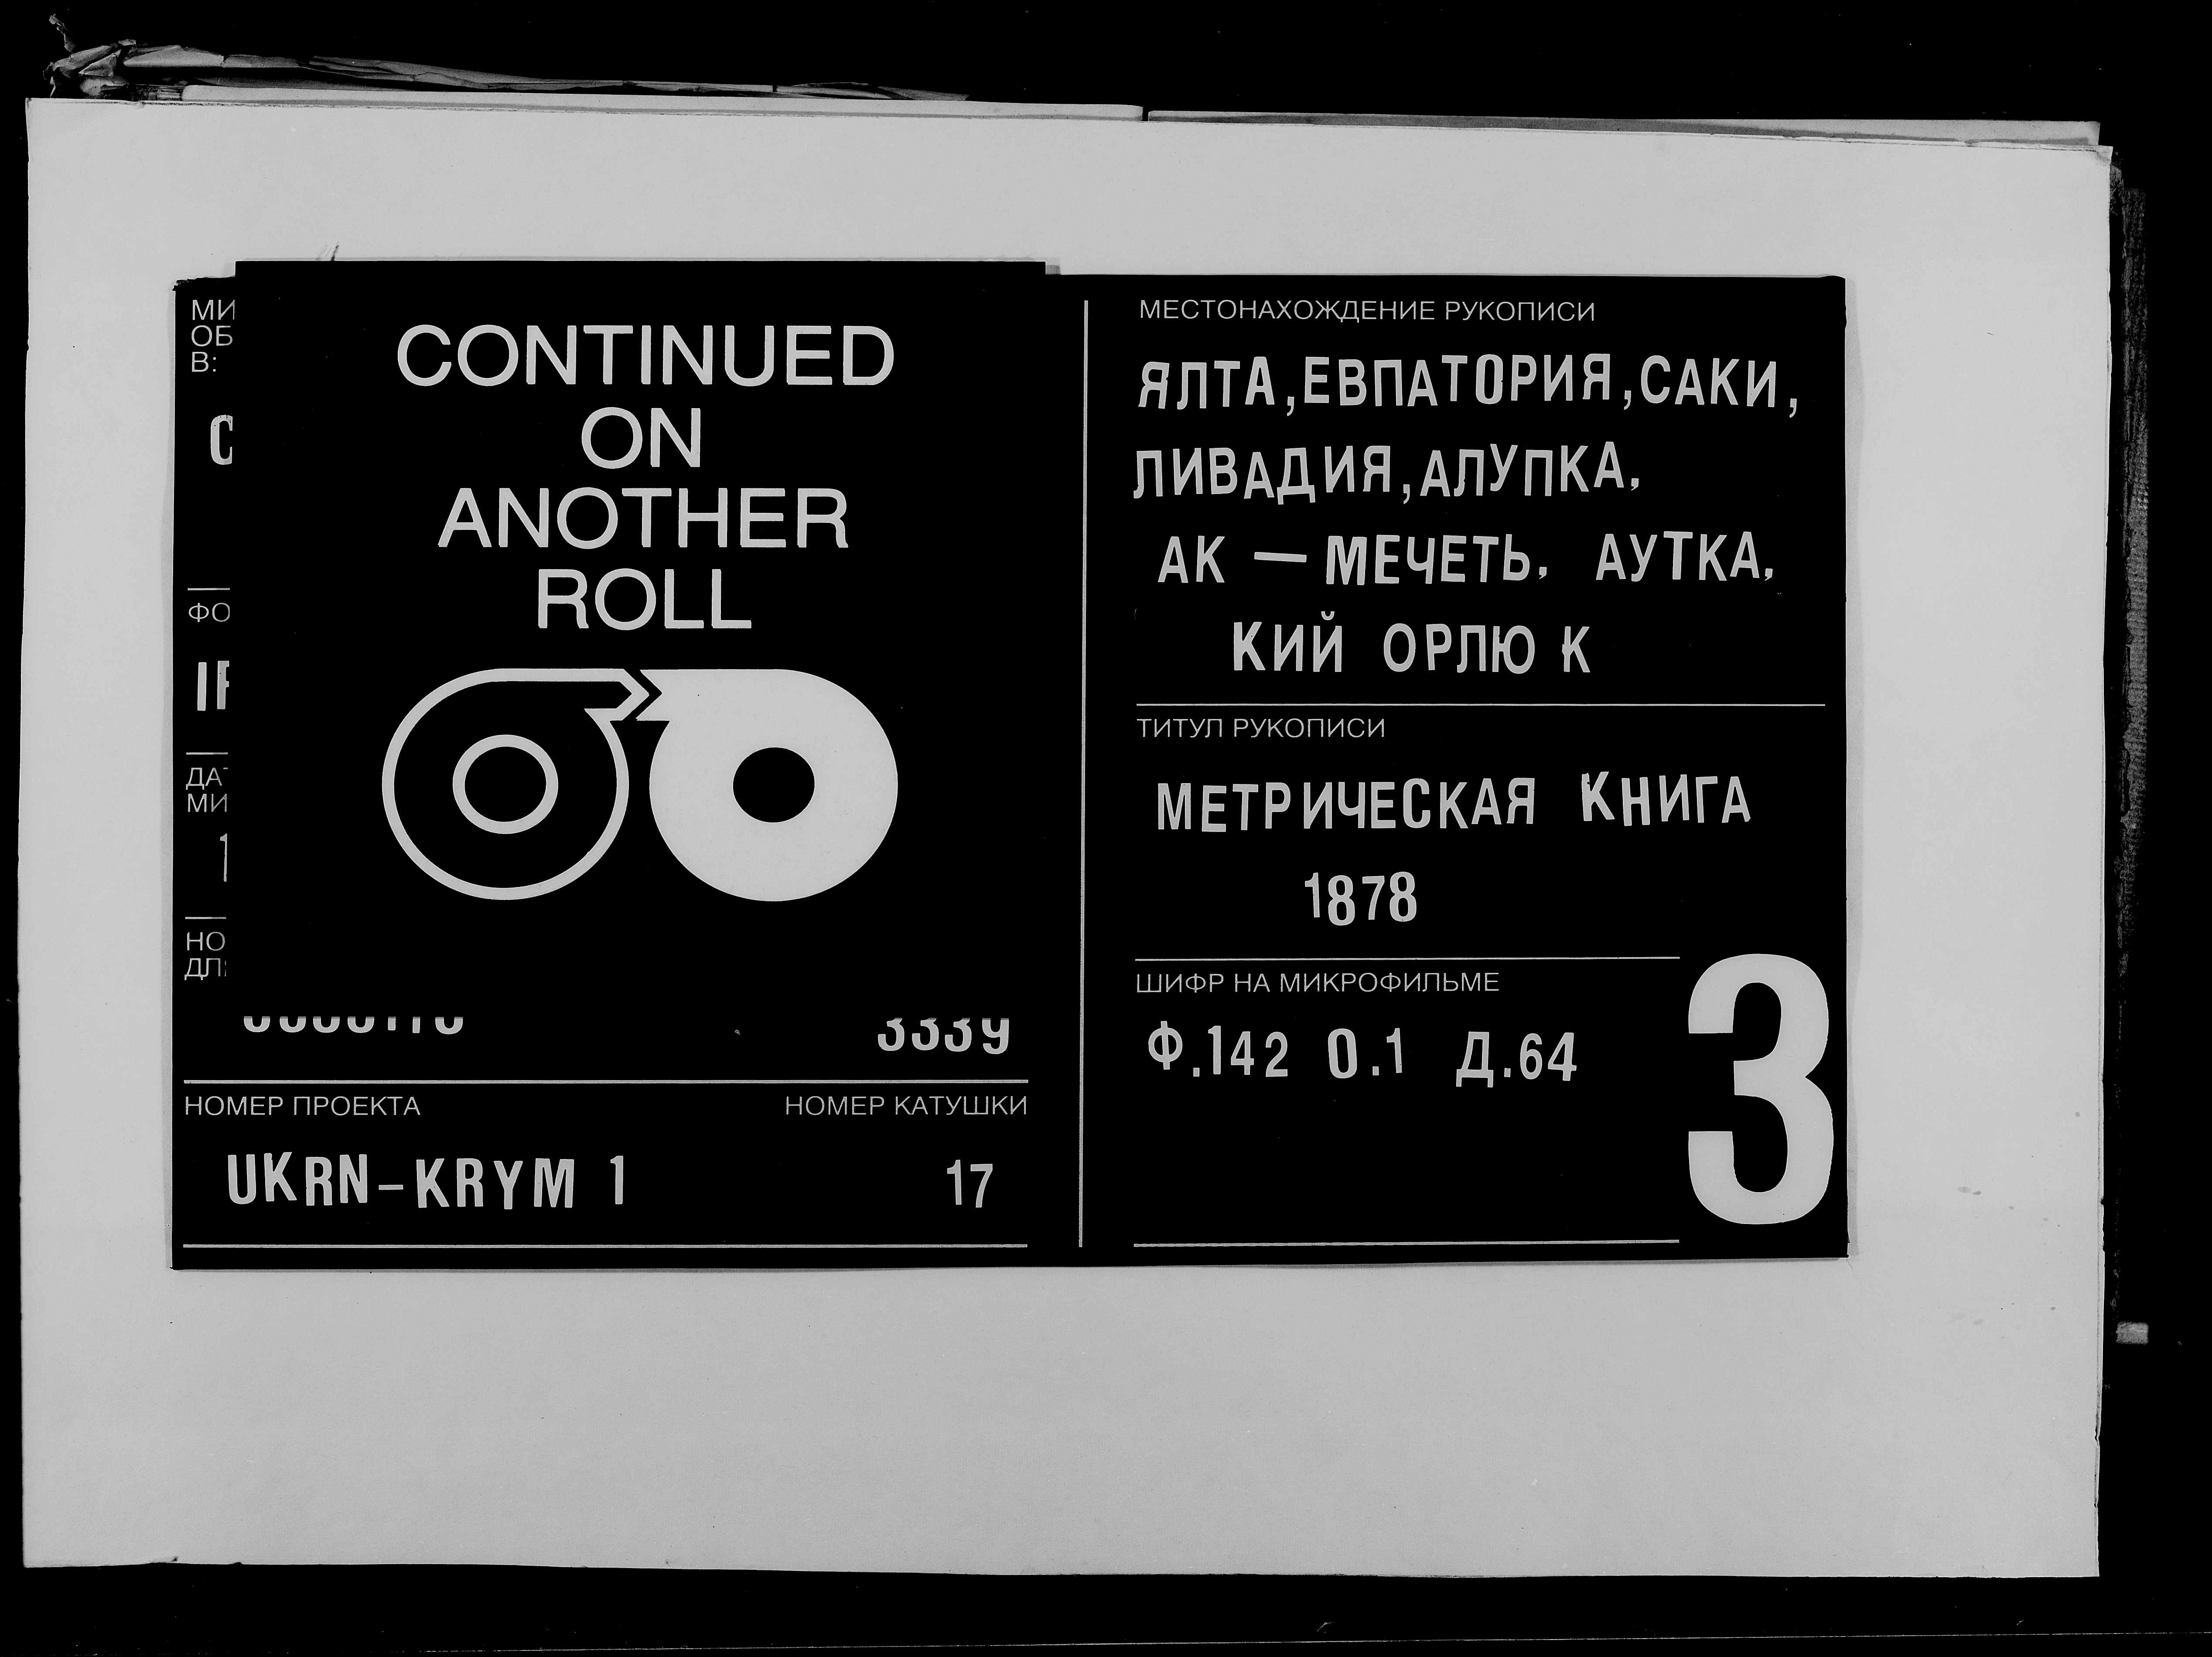 CONTINUED
ON
ANOTHER
ROLL
3339
НОМЕР ПРОЕКТА НОМЕР КАТУШКИ
UKRN-KRYM 1 17
МЕСТОНАХОЖДЕНИЕ РУКОПИСИ
ЯЛТА,ЕВПАТОРИЯ,САКИ,
ЛИВАДИЯ,АЛУПКА,
АК — МЕЧЕТЬ, АУТКА,
КИЙ ОРЛЮ К
ТИТУЛ РУКОПИСИ
МЕТРИЧЕСКАЯ КНИГА
1878
ШИФР НА МИКРОФИЛЬМЕ
Ф.142 О.1 Д.64
3